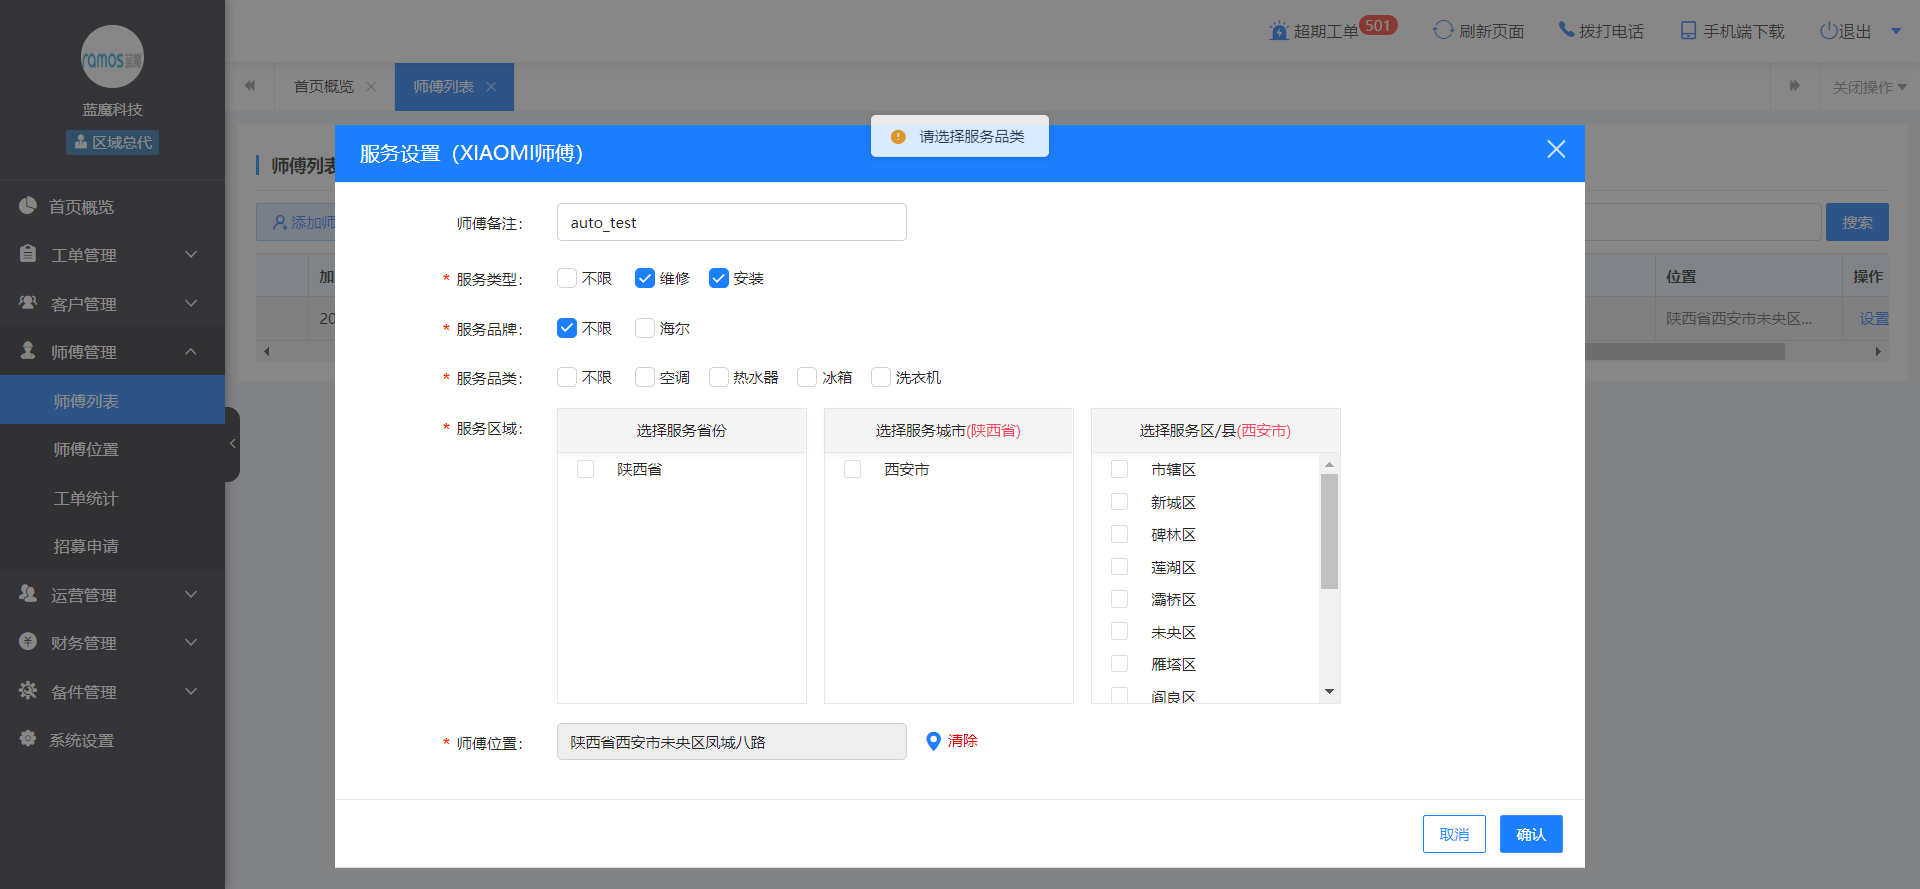 ramos蓝魔
蓝魔科技
区域总代
首页概览
工单管理
客户管理
师傅管理
师傅列表
师傅位置
工单统计
招募申请
运营管理
财务管理
备件管理
系统设置
超期工单 501 刷新页面 拨打电话 手机端下载 退出
首页概览 师傅列表 关闭操作
请选择服务品类
师傅列表
添加师
搜索
加 位置 操作
20 陕西省西安市未央区... 设置
服务设置（XIAOMI师傅）
师傅备注： auto_test
* 服务类型： 不限 维修 安装
* 服务品牌： 不限 海尔
* 服务品类： 不限 空调 热水器 冰箱 洗衣机
* 服务区域： 选择服务省份 选择服务城市(陕西省) 选择服务区/县(西安市)
陕西省 西安市 市辖区
新城区
碑林区
莲湖区
灞桥区
未央区
雁塔区
阎良区
* 师傅位置： 陕西省西安市未央区凤城八路 清除
取消 确认